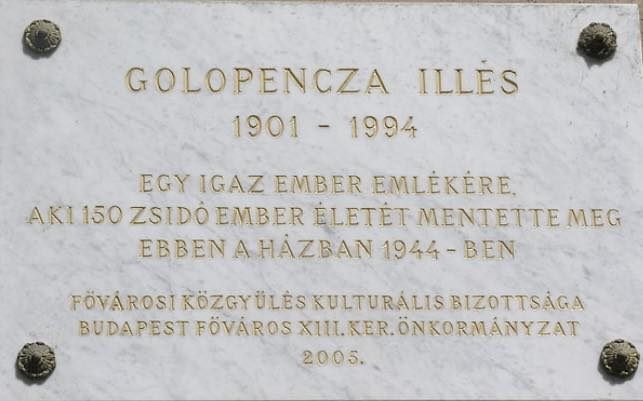 GOLOPENCZA ILLÉS
1901 - 1994
EGY IGAZ EMBER EMLÉKÉRE,
AKI 150 ZSIDÓ EMBER ÉLETÉT MENTETTE MEG
EBBEN A HÁZBAN 1944 - BEN
FŐVÁROSI KÖZGYŰLÉS KULTURÁLIS BIZOTTSÁGA
BUDAPEST FŐVÁROS XIII. KER. ÖNKORMÁNYZAT
2005.